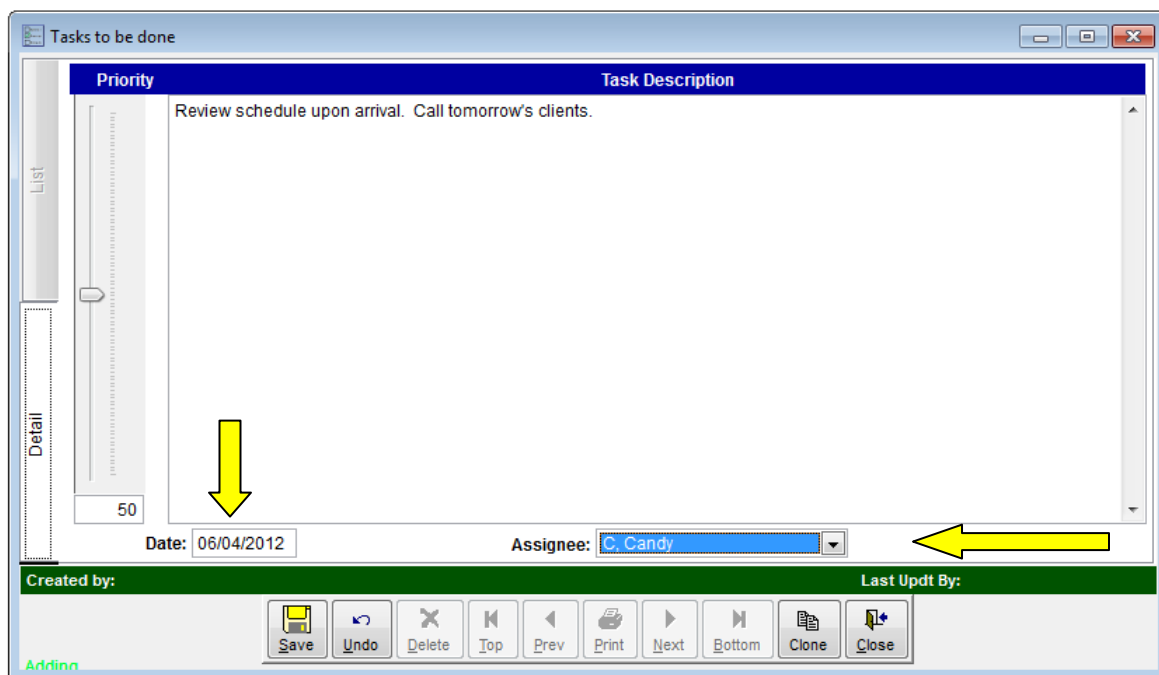 Tasks to be done
Priority Task Description
Review schedule upon arrival.  Call tomorrow's clients.
List
Detail
50
Date: 06/04/2012 Assignee: C, Candy
Created by: Last Updt By:
Save Undo Delete Top Prev Print Next Bottom Clone Close
Adding